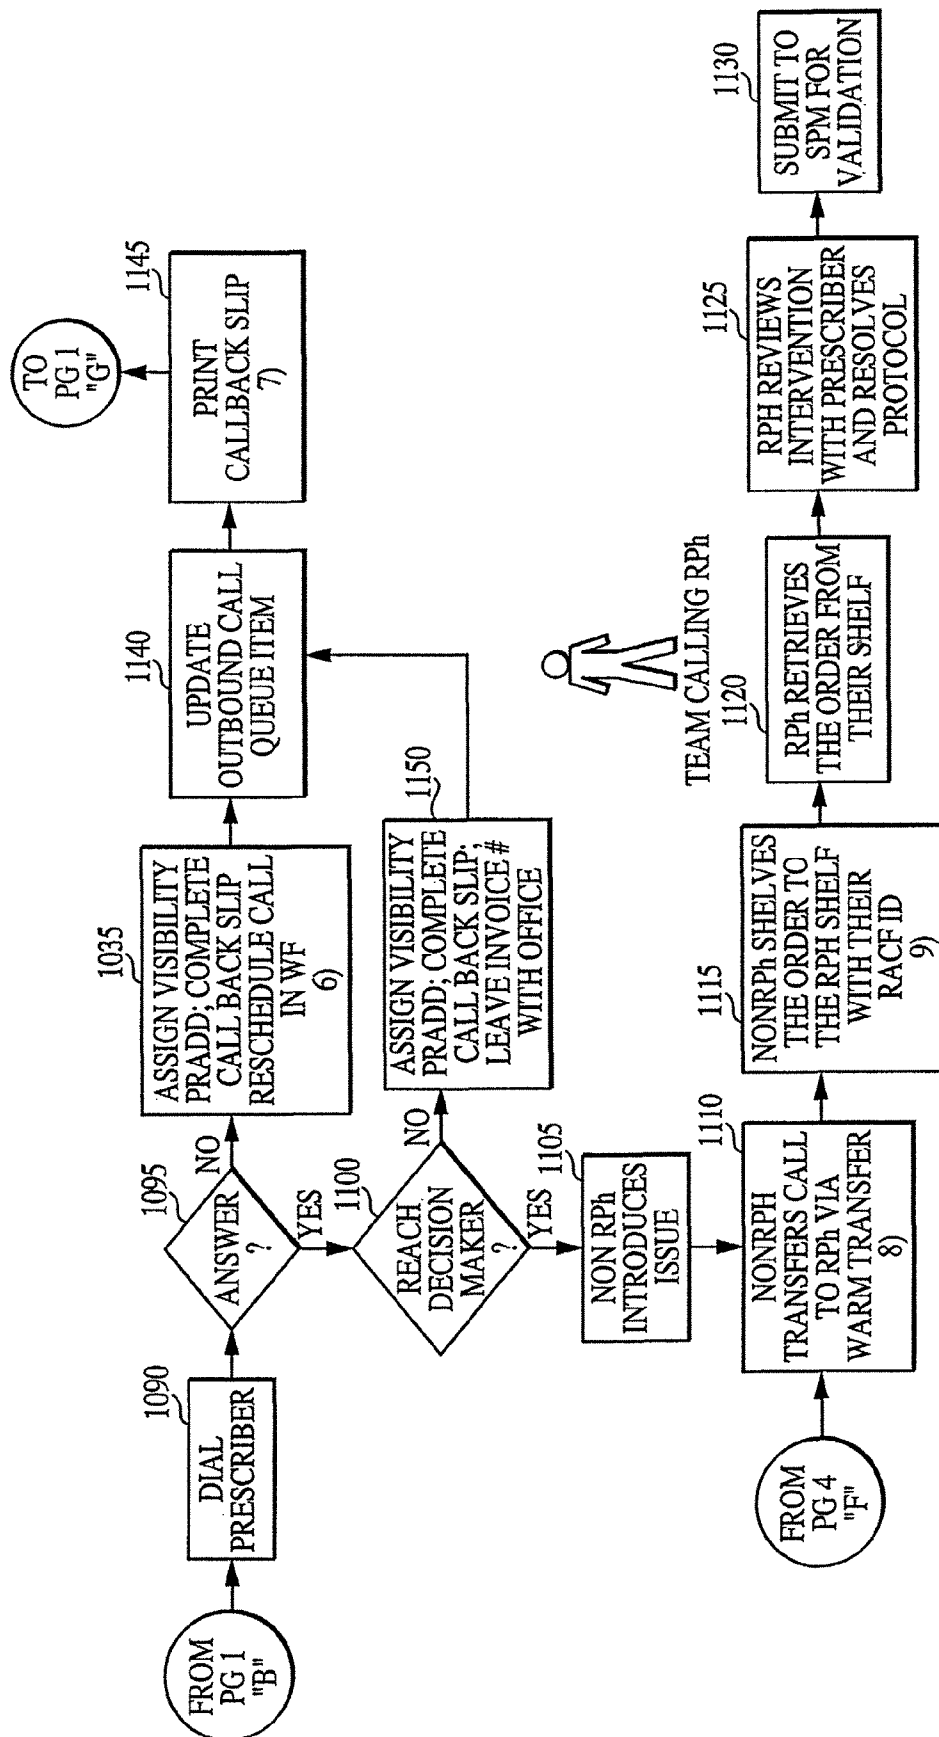 FROM
PG 1
"B"
1090
DIAL
PRESCRIBER
1095
ANSWER
?
NO
YES
1035
ASSIGN VISIBILITY
PRADD; COMPLETE
CALL BACK SLIP
RESCHEDULE CALL
IN WF
6)
1140
UPDATE
OUTBOUND CALL
QUEUE ITEM
1145
PRINT
CALLBACK SLIP
7)
TO
PG 1
"G"
1100
REACH
DECISION
MAKER
?
NO
YES
1150
ASSIGN VISIBILITY
PRADD; COMPLETE
CALL BACK SLIP;
LEAVE INVOICE #
WITH OFFICE
1105
NON RPh
INTRODUCES
ISSUE
FROM
PG 4
"F"
1110
NONRPH
TRANSFERS CALL
TO RPh VIA
WARM TRANSFER
8)
1115
NONRPh SHELVES
THE ORDER TO
THE RPH SHELF
WITH THEIR
RACF ID
9)
TEAM CALLING RPh
1120
RPh RETRIEVES
THE ORDER FROM
THEIR SHELF
1125
RPH REVIEWS
INTERVENTION
WITH PRESCRIBER
AND RESOLVES
PROTOCOL
1130
SUBMIT TO
SPM FOR
VALIDATION